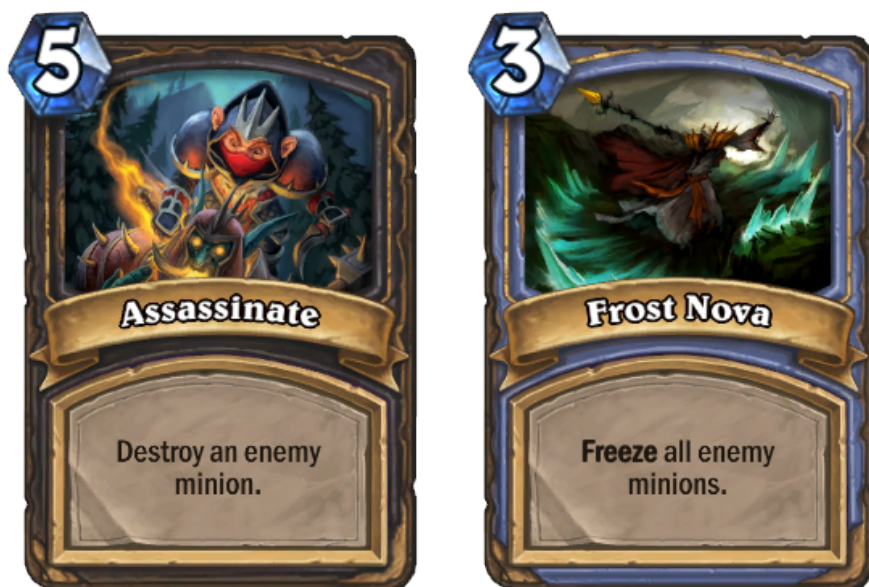 5
Assassinate
Destroy an enemy
minion.
3
Frost Nova
Freeze all enemy
minions.